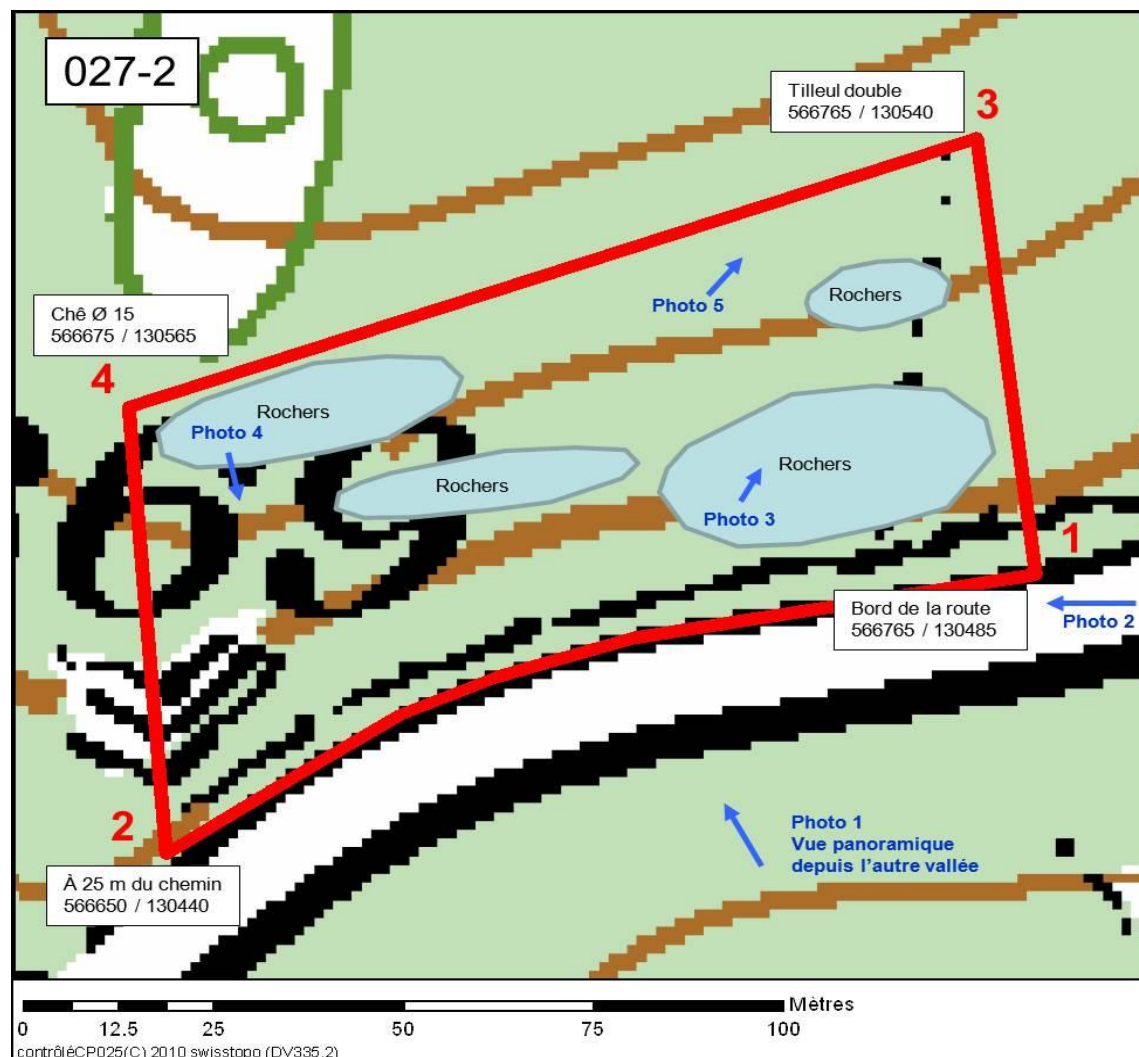 027-2
Tilleul double
566765 / 130540
3
Photo 5
Rochers
Chê Ø 15
566675 / 130565
4
Rochers
Photo 4
Rochers
Rochers
Photo 3
1
Bord de la route
566765 / 130485
Photo 2
2
À 25 m du chemin
566650 / 130440
Photo 1
Vue panoramique
depuis l'autre vallée
Mètres
0 12.5 25 50 75 100
contrôléCP025(C) 2010 swisstopo (DV335.2)